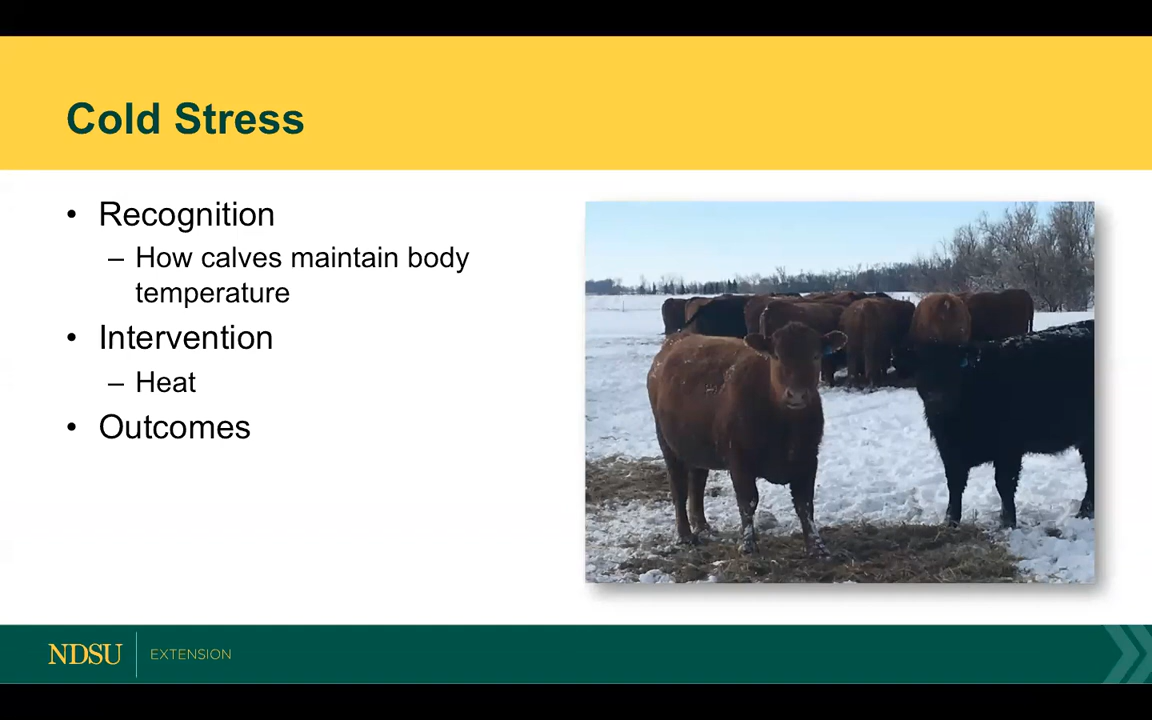 Cold Stress
• Recognition
– How calves maintain body
temperature
• Intervention
– Heat
• Outcomes
NDSU EXTENSION